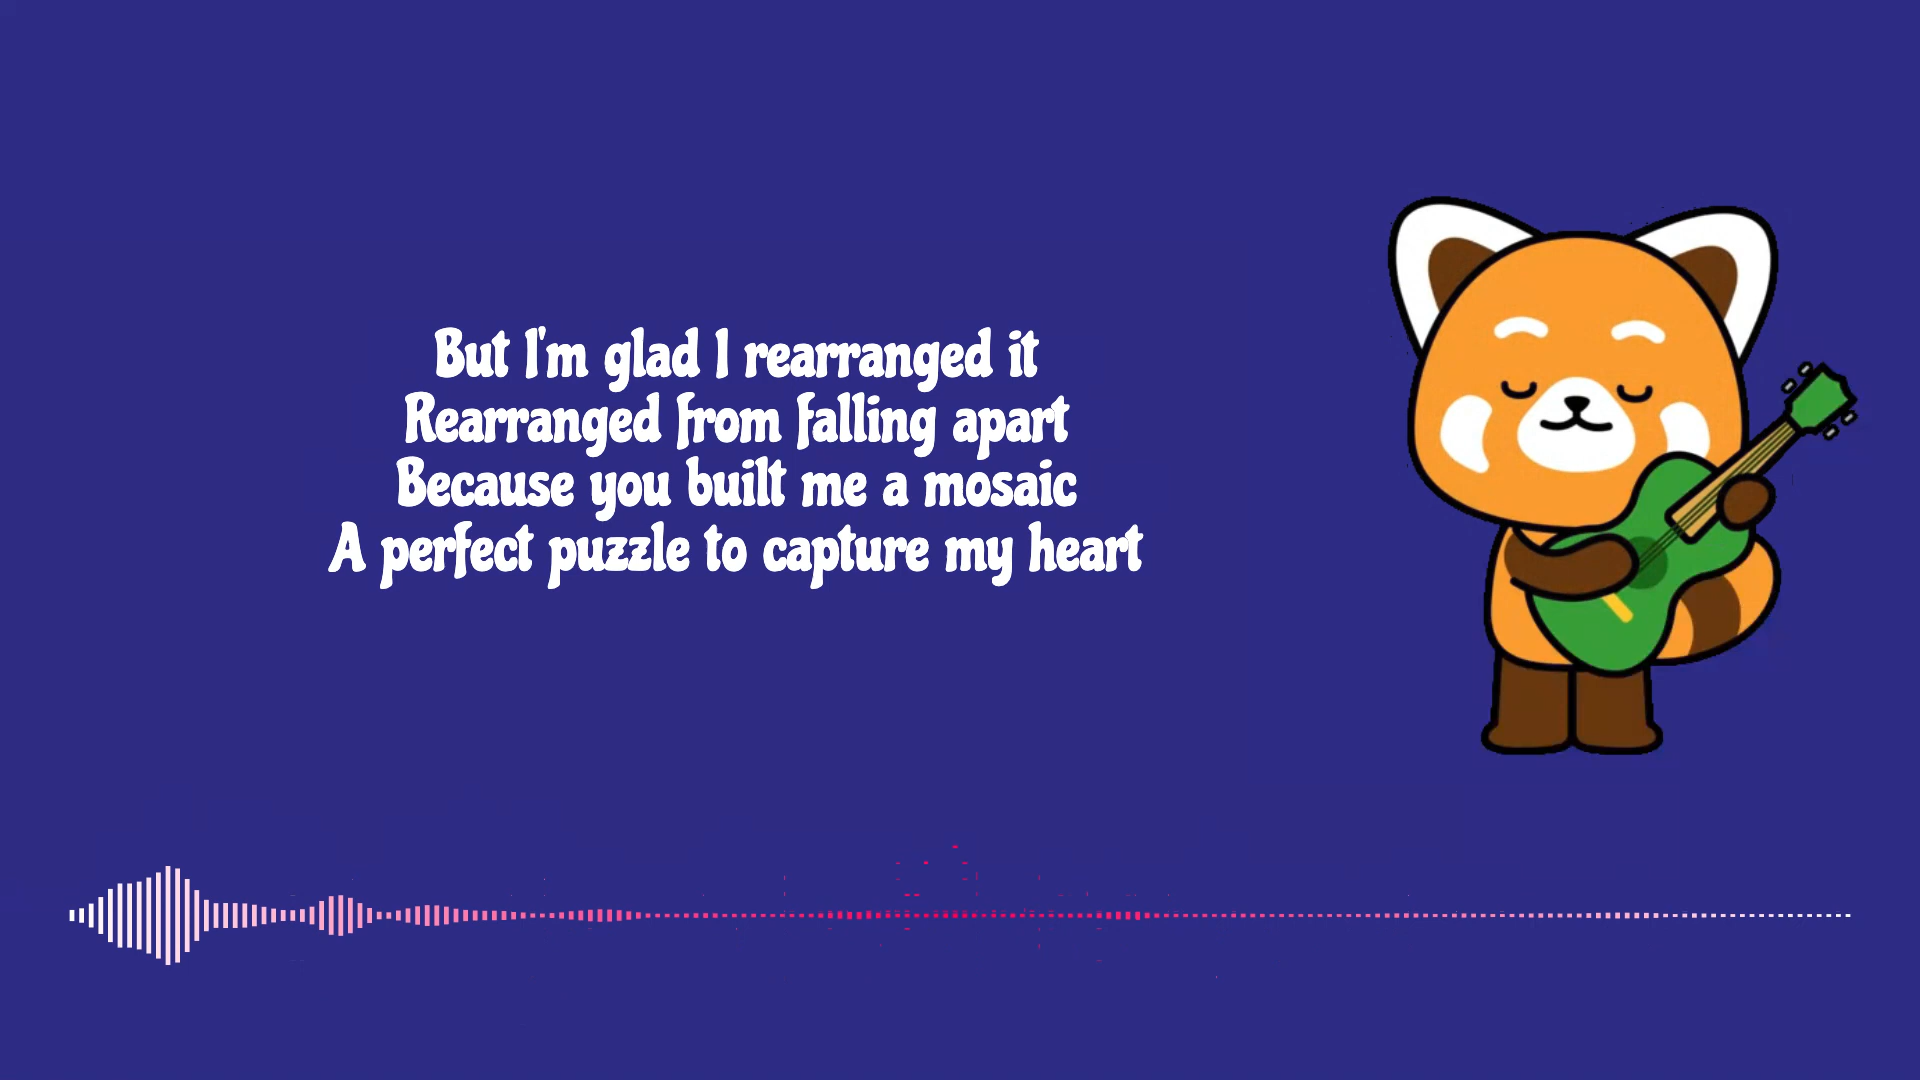 But I'm glad I rearranged it
Rearranged from falling apart
Because you built me a mosaic
A perfect puzzle to capture my heart